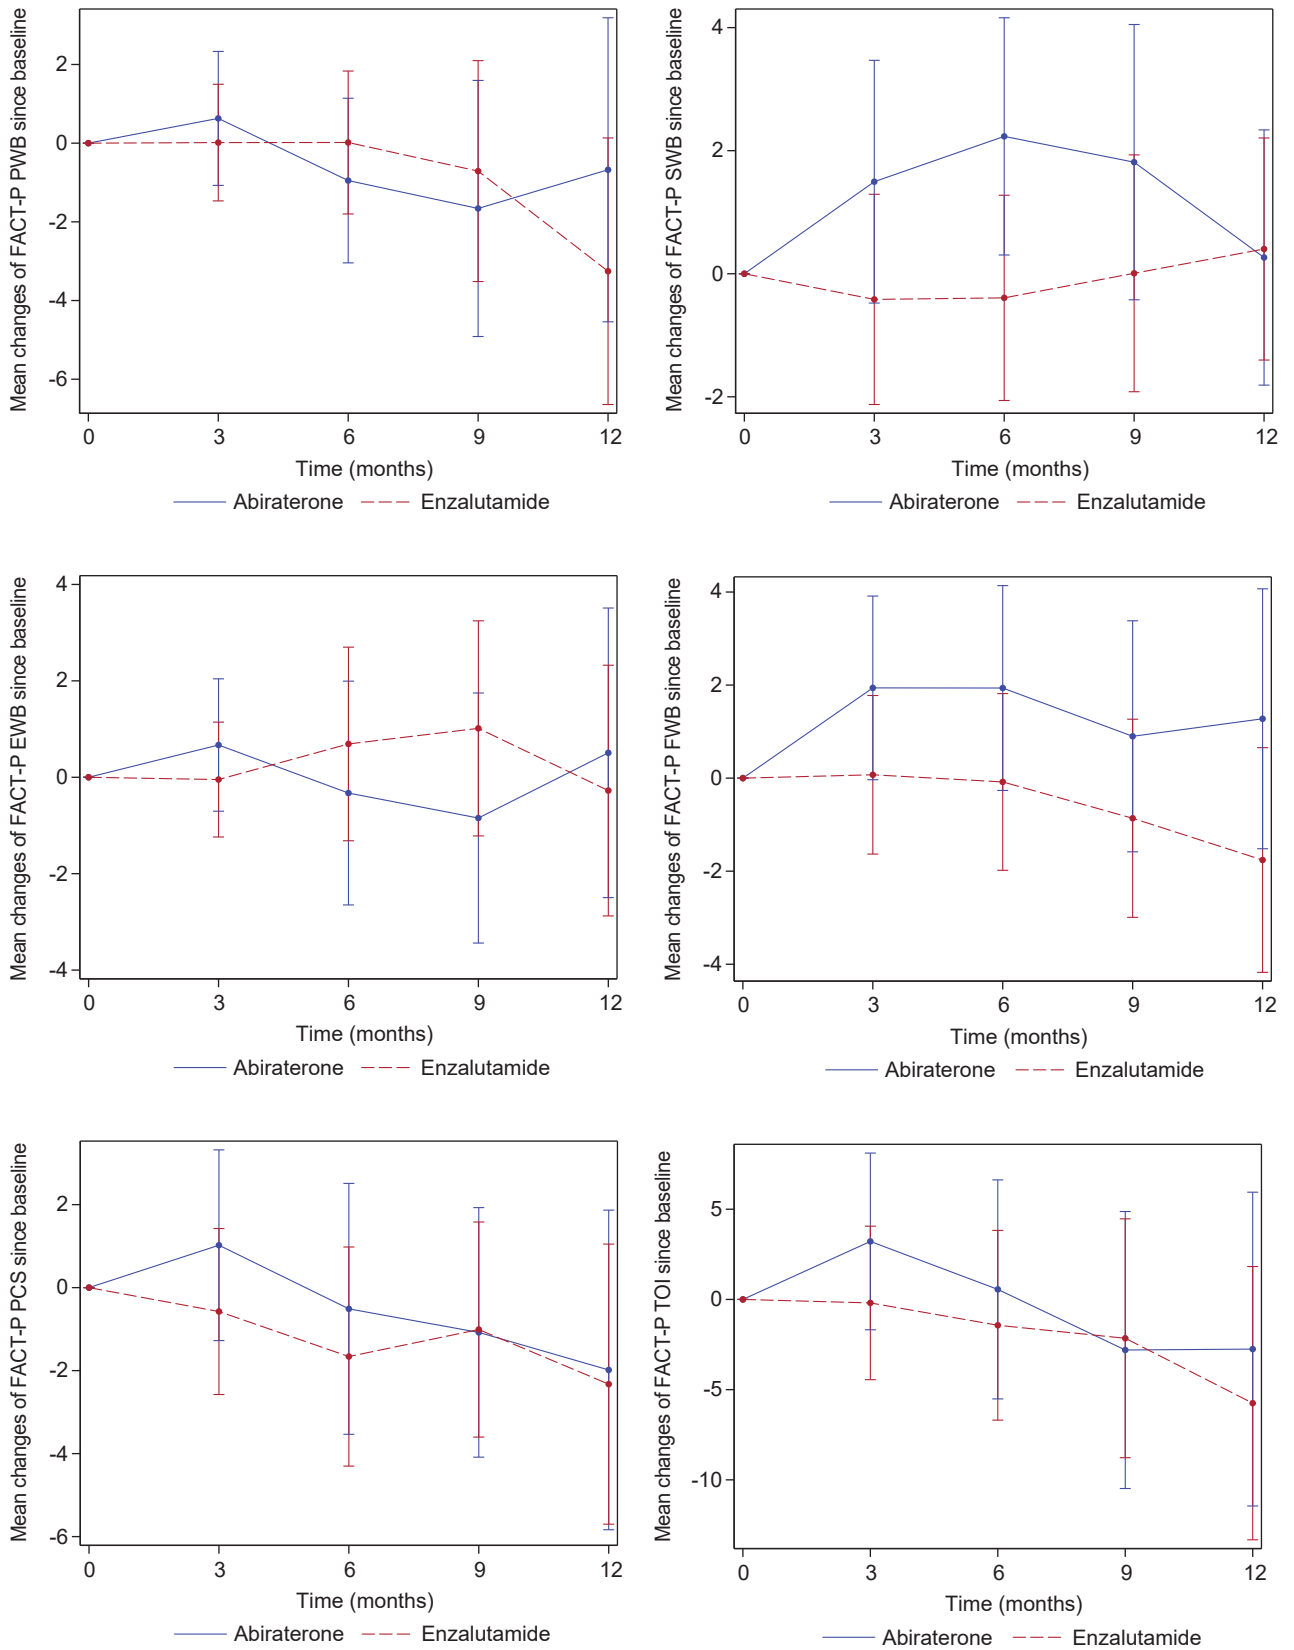 Mean changes of FACT-P PWB since baseline
2
0
-2
-4
-6
0 3 6 9 12
Time (months)
Abiraterone Enzalutamide
Mean changes of FACT-P SWB since baseline
4
2
0
-2
0 3 6 9 12
Time (months)
Abiraterone Enzalutamide
Mean changes of FACT-P EWB since baseline
4
2
0
-2
-4
0 3 6 9 12
Time (months)
Abiraterone Enzalutamide
Mean changes of FACT-P FWB since baseline
4
2
0
-2
-4
0 3 6 9 12
Time (months)
Abiraterone Enzalutamide
Mean changes of FACT-P PCS since baseline
2
0
-2
-4
-6
0 3 6 9 12
Time (months)
Abiraterone Enzalutamide
Mean changes of FACT-P TOI since baseline
5
0
-5
-10
0 3 6 9 12
Time (months)
Abiraterone Enzalutamide